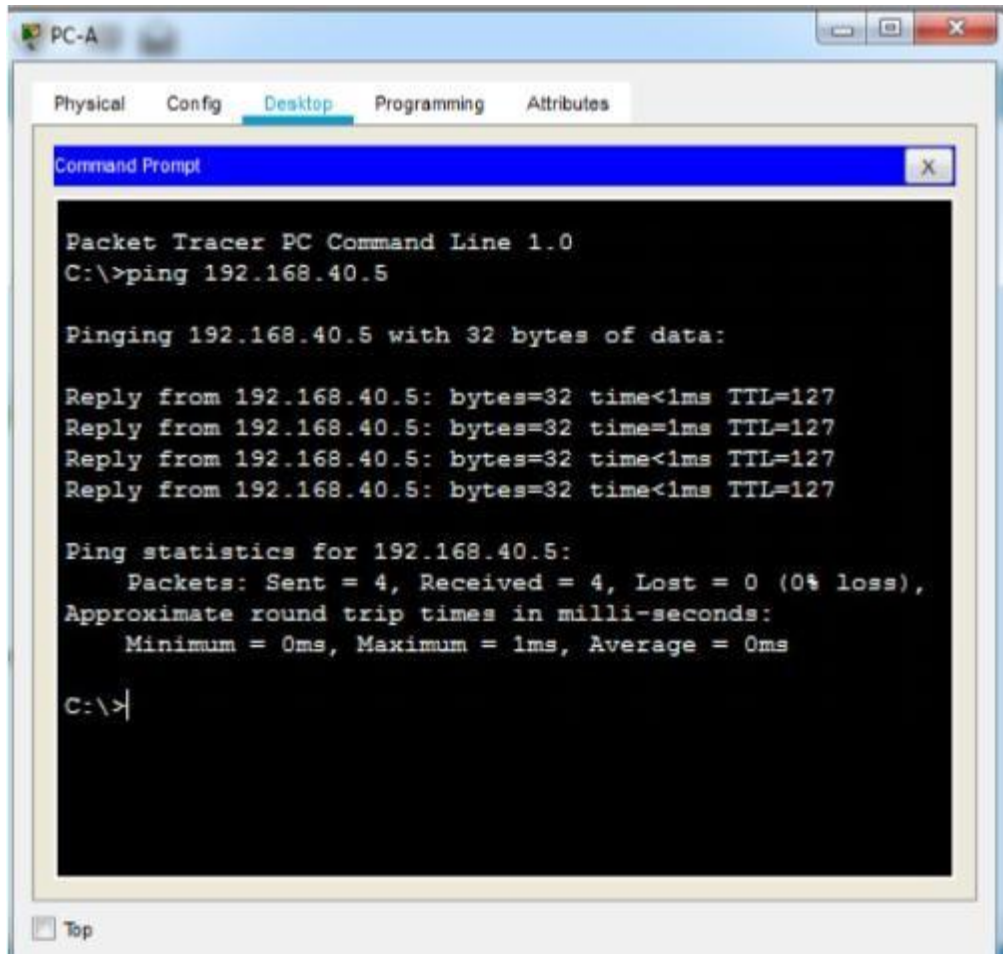 PC-A
Physical Config Desktop Programming Attributes
Command Prompt X
Packet Tracer PC Command Line 1.0
C:\>ping 192.168.40.5
Pinging 192.168.40.5 with 32 bytes of data:
Reply from 192.168.40.5: bytes=32 time<1ms TTL=127
Reply from 192.168.40.5: bytes=32 time=1ms TTL=127
Reply from 192.168.40.5: bytes=32 time<1ms TTL=127
Reply from 192.168.40.5: bytes=32 time<1ms TTL=127
Ping statistics for 192.168.40.5:
Packets: Sent = 4, Received = 4, Lost = 0 (0% loss),
Approximate round trip times in milli-seconds:
Minimum = 0ms, Maximum = 1ms, Average = 0ms
C:\>
Top